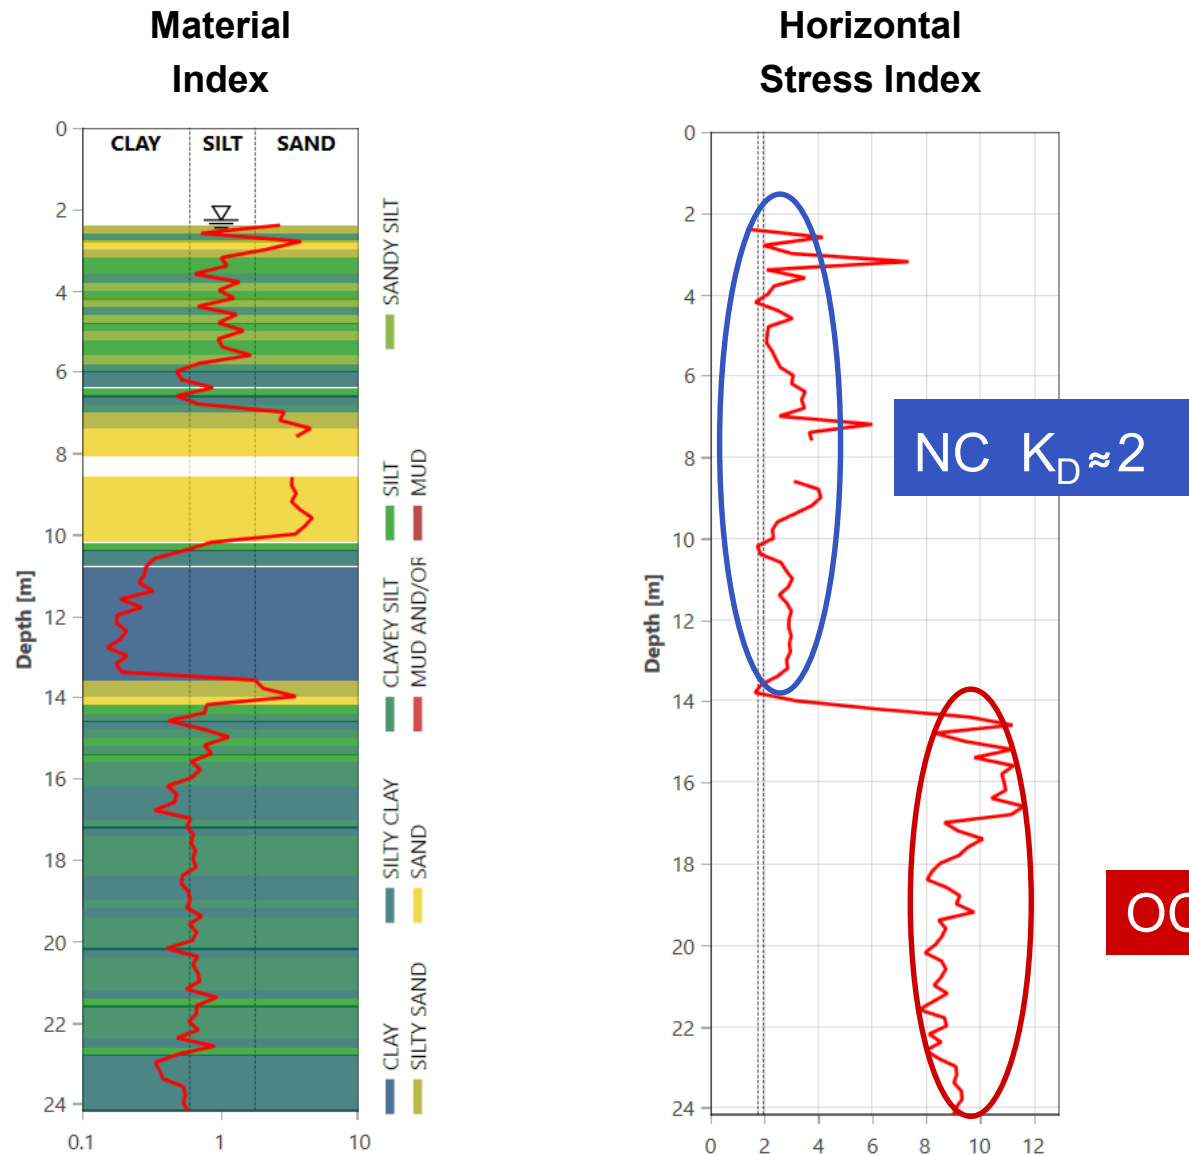 Material
Index
Horizontal
Stress Index
CLAY SILT SAND
0
2
4
6
8
10
12
14
16
18
20
22
24
Depth [m]
0.1 1 10
SANDY SILT
SILT
MUD
CLAYEY SILT
MUD AND/OR
SILTY CLAY
SAND
CLAY
SILTY SAND
0
2
4
6
8
10
12
14
16
18
20
22
24
Depth [m]
0 2 4 6 8 10 12
NC KD≈2
OC